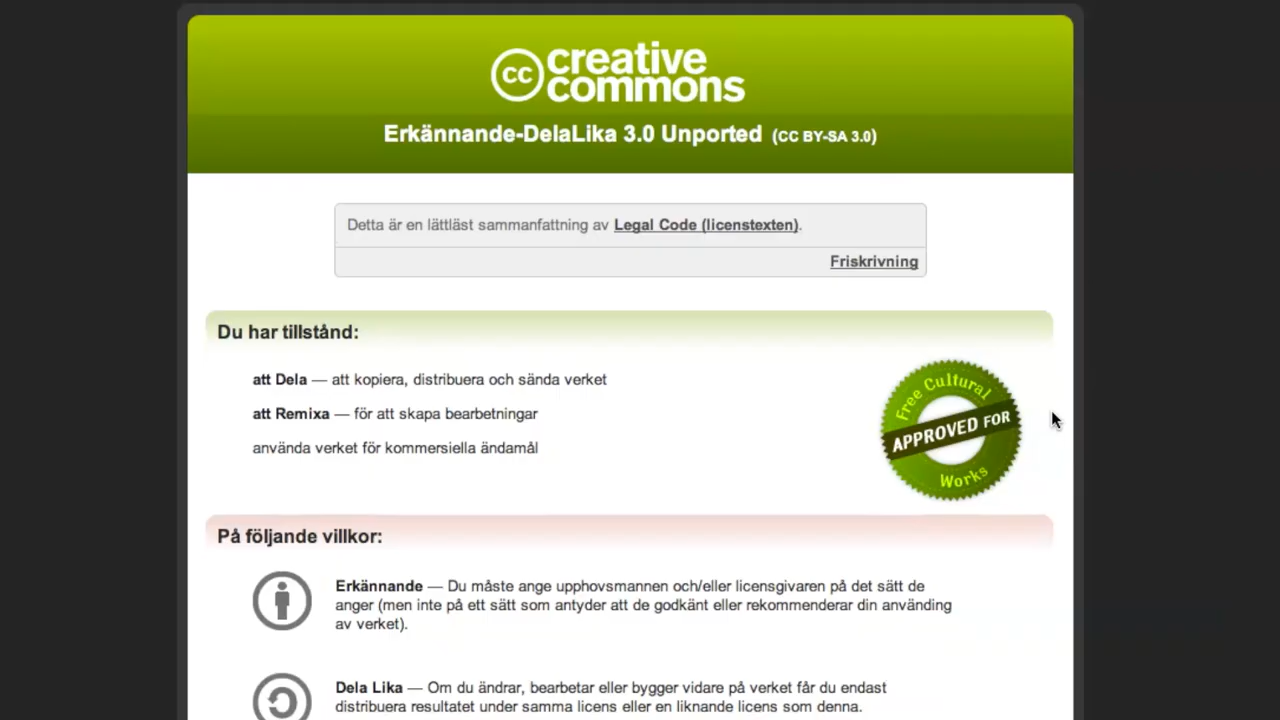 cc creative
commons
Erkännande-DelaLika 3.0 Unported (CC BY-SA 3.0)
Detta är en lättläst sammanfattning av Legal Code (licenstexten).
Friskrivning
Du har tillstånd:
att Dela — att kopiera, distribuera och sända verket
att Remixa — för att skapa bearbetningar
använda verket för kommersiella ändamål
Free Cultural
APPROVED FOR
Works
På följande villkor:
Erkännande — Du måste ange upphovsmannen och/eller licensgivaren på det sätt de
anger (men inte på ett sätt som antyder att de godkänt eller rekommenderar din använding
av verket).
Dela Lika — Om du ändrar, bearbetar eller bygger vidare på verket får du endast
distribuera resultatet under samma licens eller en liknande licens som denna.